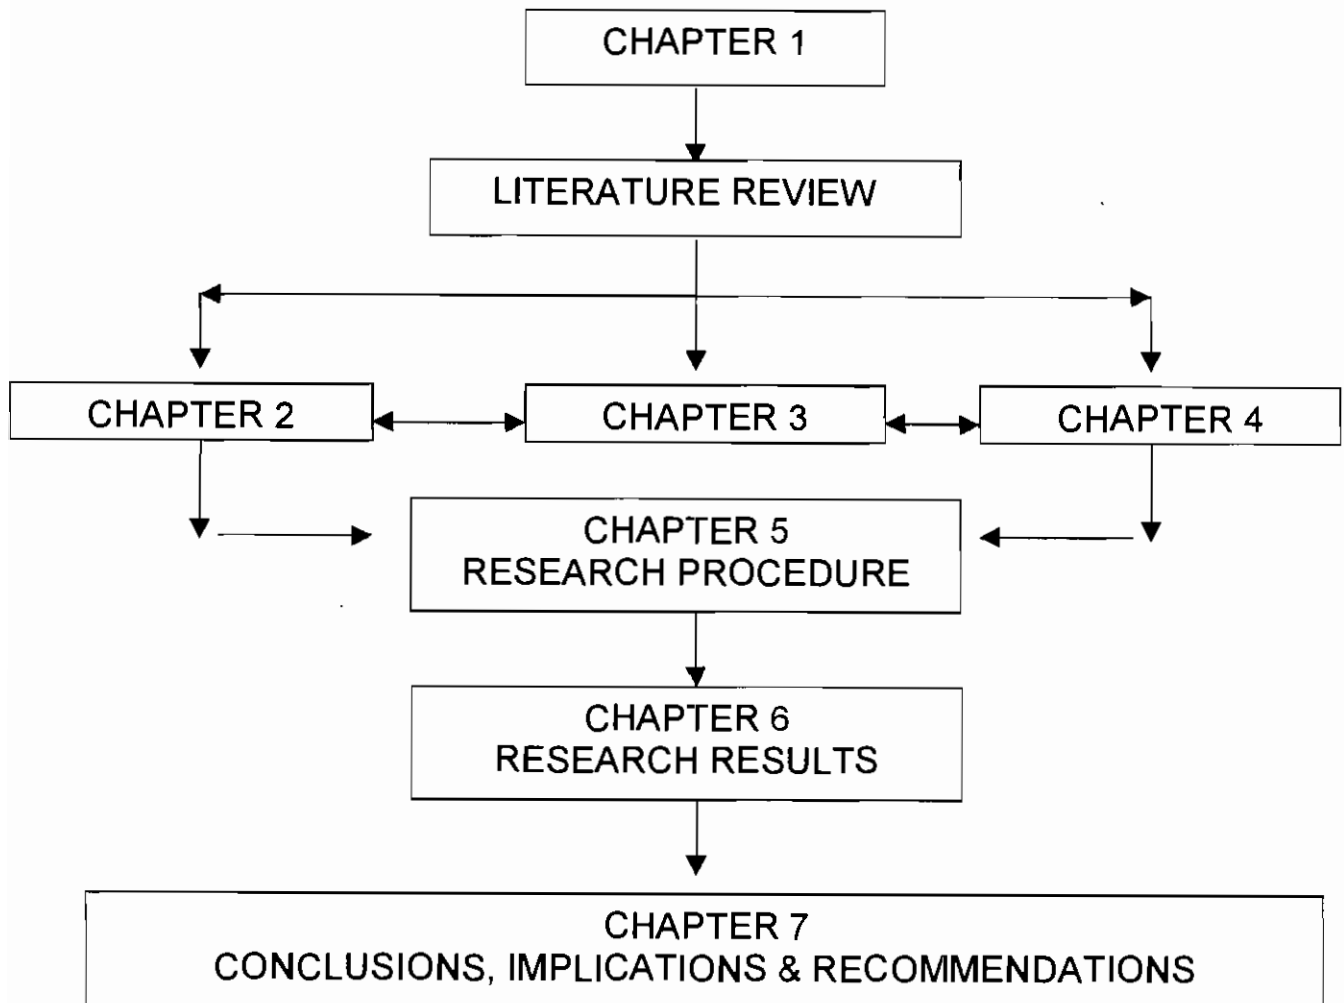 CHAPTER 1
LITERATURE REVIEW
CHAPTER 2
CHAPTER 3
CHAPTER 4
CHAPTER 5
RESEARCH PROCEDURE
CHAPTER 6
RESEARCH RESULTS
CHAPTER 7
CONCLUSIONS, IMPLICATIONS & RECOMMENDATIONS